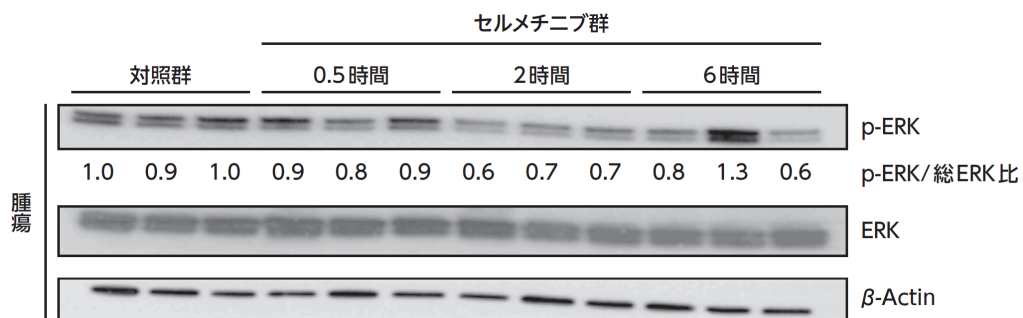 セルメチニブ群
対照群 0.5時間 2時間 6時間
p-ERK
1.0 0.9 1.0 0.9 0.8 0.9 0.6 0.7 0.7 0.8 1.3 0.6 p-ERK/総ERK比
腫瘍
ERK
β-Actin